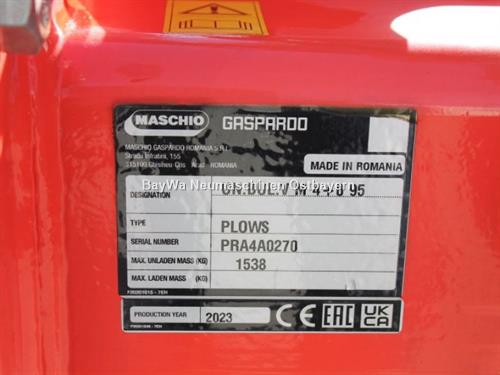 MASCHIO GASPARDO
MASCHIO GASPARDO ROMANIA S.R.L.
Strada Infratirii, 155
315100 Chisineu Cris Arad - ROMANIA
MADE IN ROMANIA
BayWa Neumaschinen Ostbayern
DESIGNATION
TYPE PLOWS
SERIAL NUMBER PRA4A0270
MAX. UNLADEN MASS (KG) 1538
MAX. LADEN MASS (KG)
PRODUCTION YEAR 2023 CE EAC UK CA